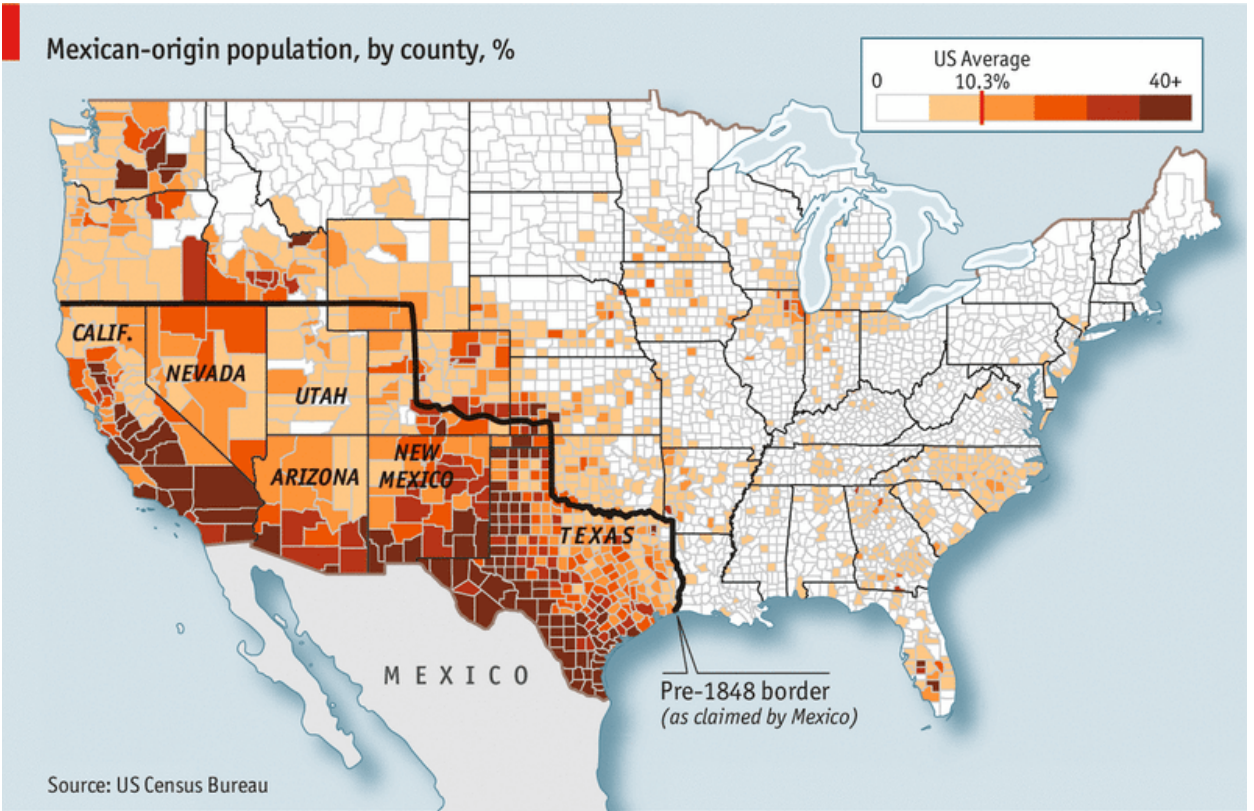 Mexican-origin population, by county, %
US Average
0 10.3% 40+
CALIF.
NEVADA
UTAH
ARIZONA
NEW
MEXICO
TEXAS
MEXICO
Pre-1848 border
(as claimed by Mexico)
Source: US Census Bureau